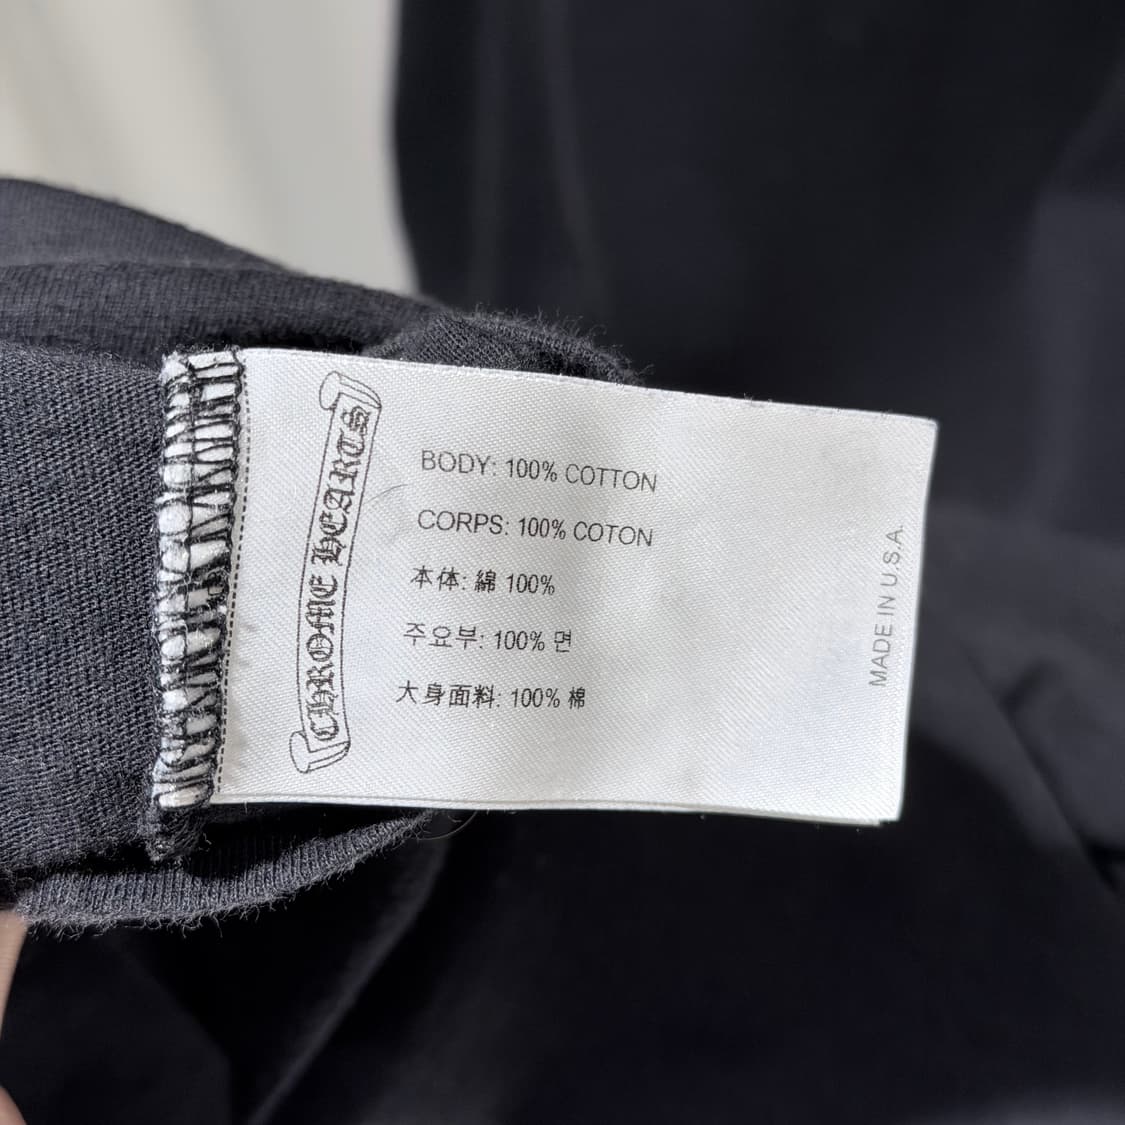 CHROME HEARTS
BODY: 100% COTTON
CORPS: 100% COTON
本体: 綿 100%
주요부: 100% 면
大身面料: 100% 棉
MADE IN U.S.A.